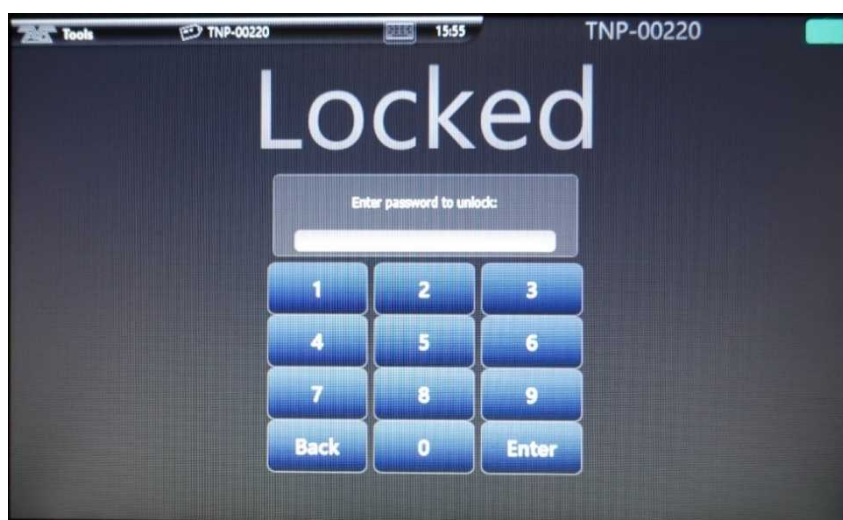 Tools TNP-00220 15:55 TNP-00220
Locked
Enter password to unlock:
1 2 3
4 5 6
7 8 9
Back 0 Enter